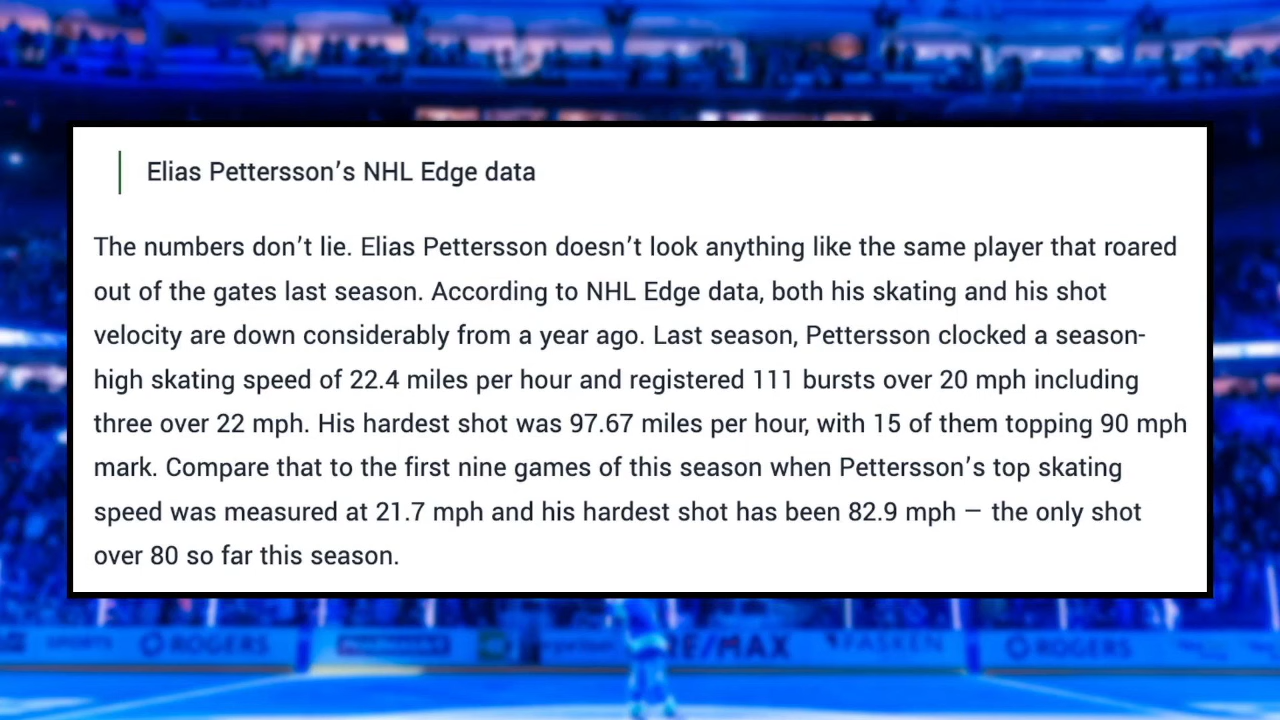 Elias Pettersson’s NHL Edge data
The numbers don’t lie. Elias Pettersson doesn’t look anything like the same player that roared
out of the gates last season. According to NHL Edge data, both his skating and his shot
velocity are down considerably from a year ago. Last season, Pettersson clocked a season-
high skating speed of 22.4 miles per hour and registered 111 bursts over 20 mph including
three over 22 mph. His hardest shot was 97.67 miles per hour, with 15 of them topping 90 mph
mark. Compare that to the first nine games of this season when Pettersson’s top skating
speed was measured at 21.7 mph and his hardest shot has been 82.9 mph — the only shot
over 80 so far this season.
SPORTS ROGERS RE/MAX FASKEN ROGERS